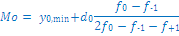 Mo = y₀,min+d₀ (f₀ − f₋₁)/(2f₀ − f₋₁ − f₊₁)